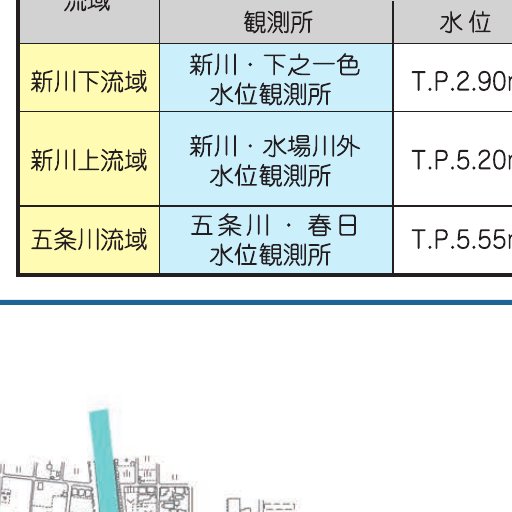 流域
観測所
水位
新川下流域
新川・下之一色
水位観測所
T.P.2.90m
新川上流域
新川・水場川外
水位観測所
T.P.5.20m
五条川流域
五条川・春日
水位観測所
T.P.5.55m